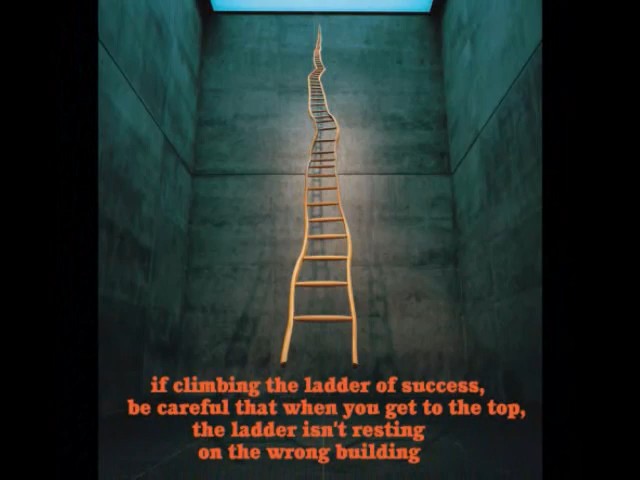 if climbing the ladder of success,
be careful that when you get to the top,
the ladder isn't resting
on the wrong building